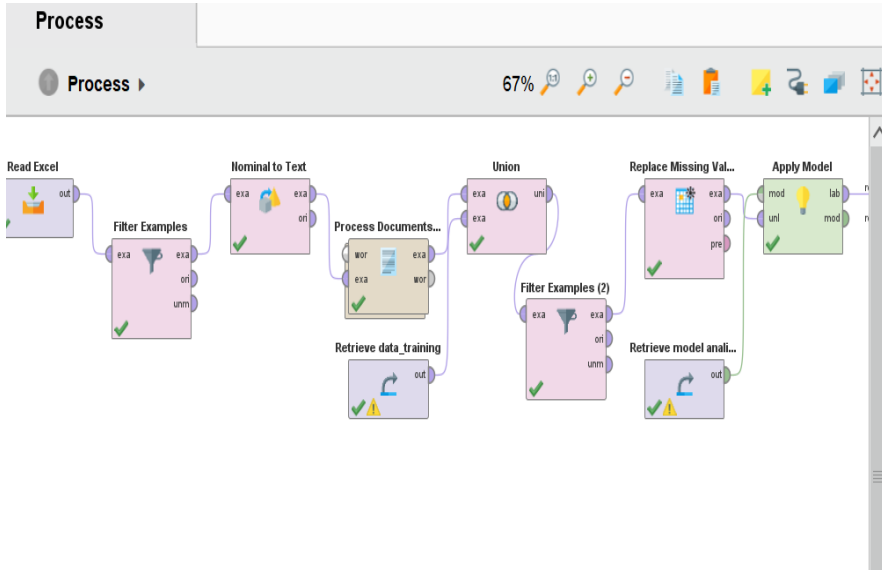 Process
Process
67%
Read Excel
out
Filter Examples
exa
exa
ori
unm
Nominal to Text
exa
exa
ori
Process Documents...
wor
exa
exa
wor
Retrieve data_training
out
Union
exa
uni
exa
Filter Examples (2)
exa
exa
ori
unm
Replace Missing Val...
exa
exa
ori
pre
Retrieve model anali...
out
Apply Model
mod
lab
unl
mod